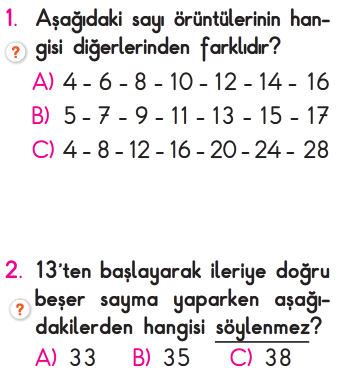 1. Aşağıdaki sayı örüntülerinin han-
? gisi diğerlerinden farklıdır?
A) 4 - 6 - 8 - 10 - 12 - 14 - 16
B) 5 - 7 - 9 - 11 - 13 - 15 - 17
C) 4 - 8 - 12 - 16 - 20 - 24 - 28
2. 13'ten başlayarak ileriye doğru
? beşer sayma yaparken aşağı-
dakilerden hangisi söylenmez?
A) 33 B) 35 C) 38